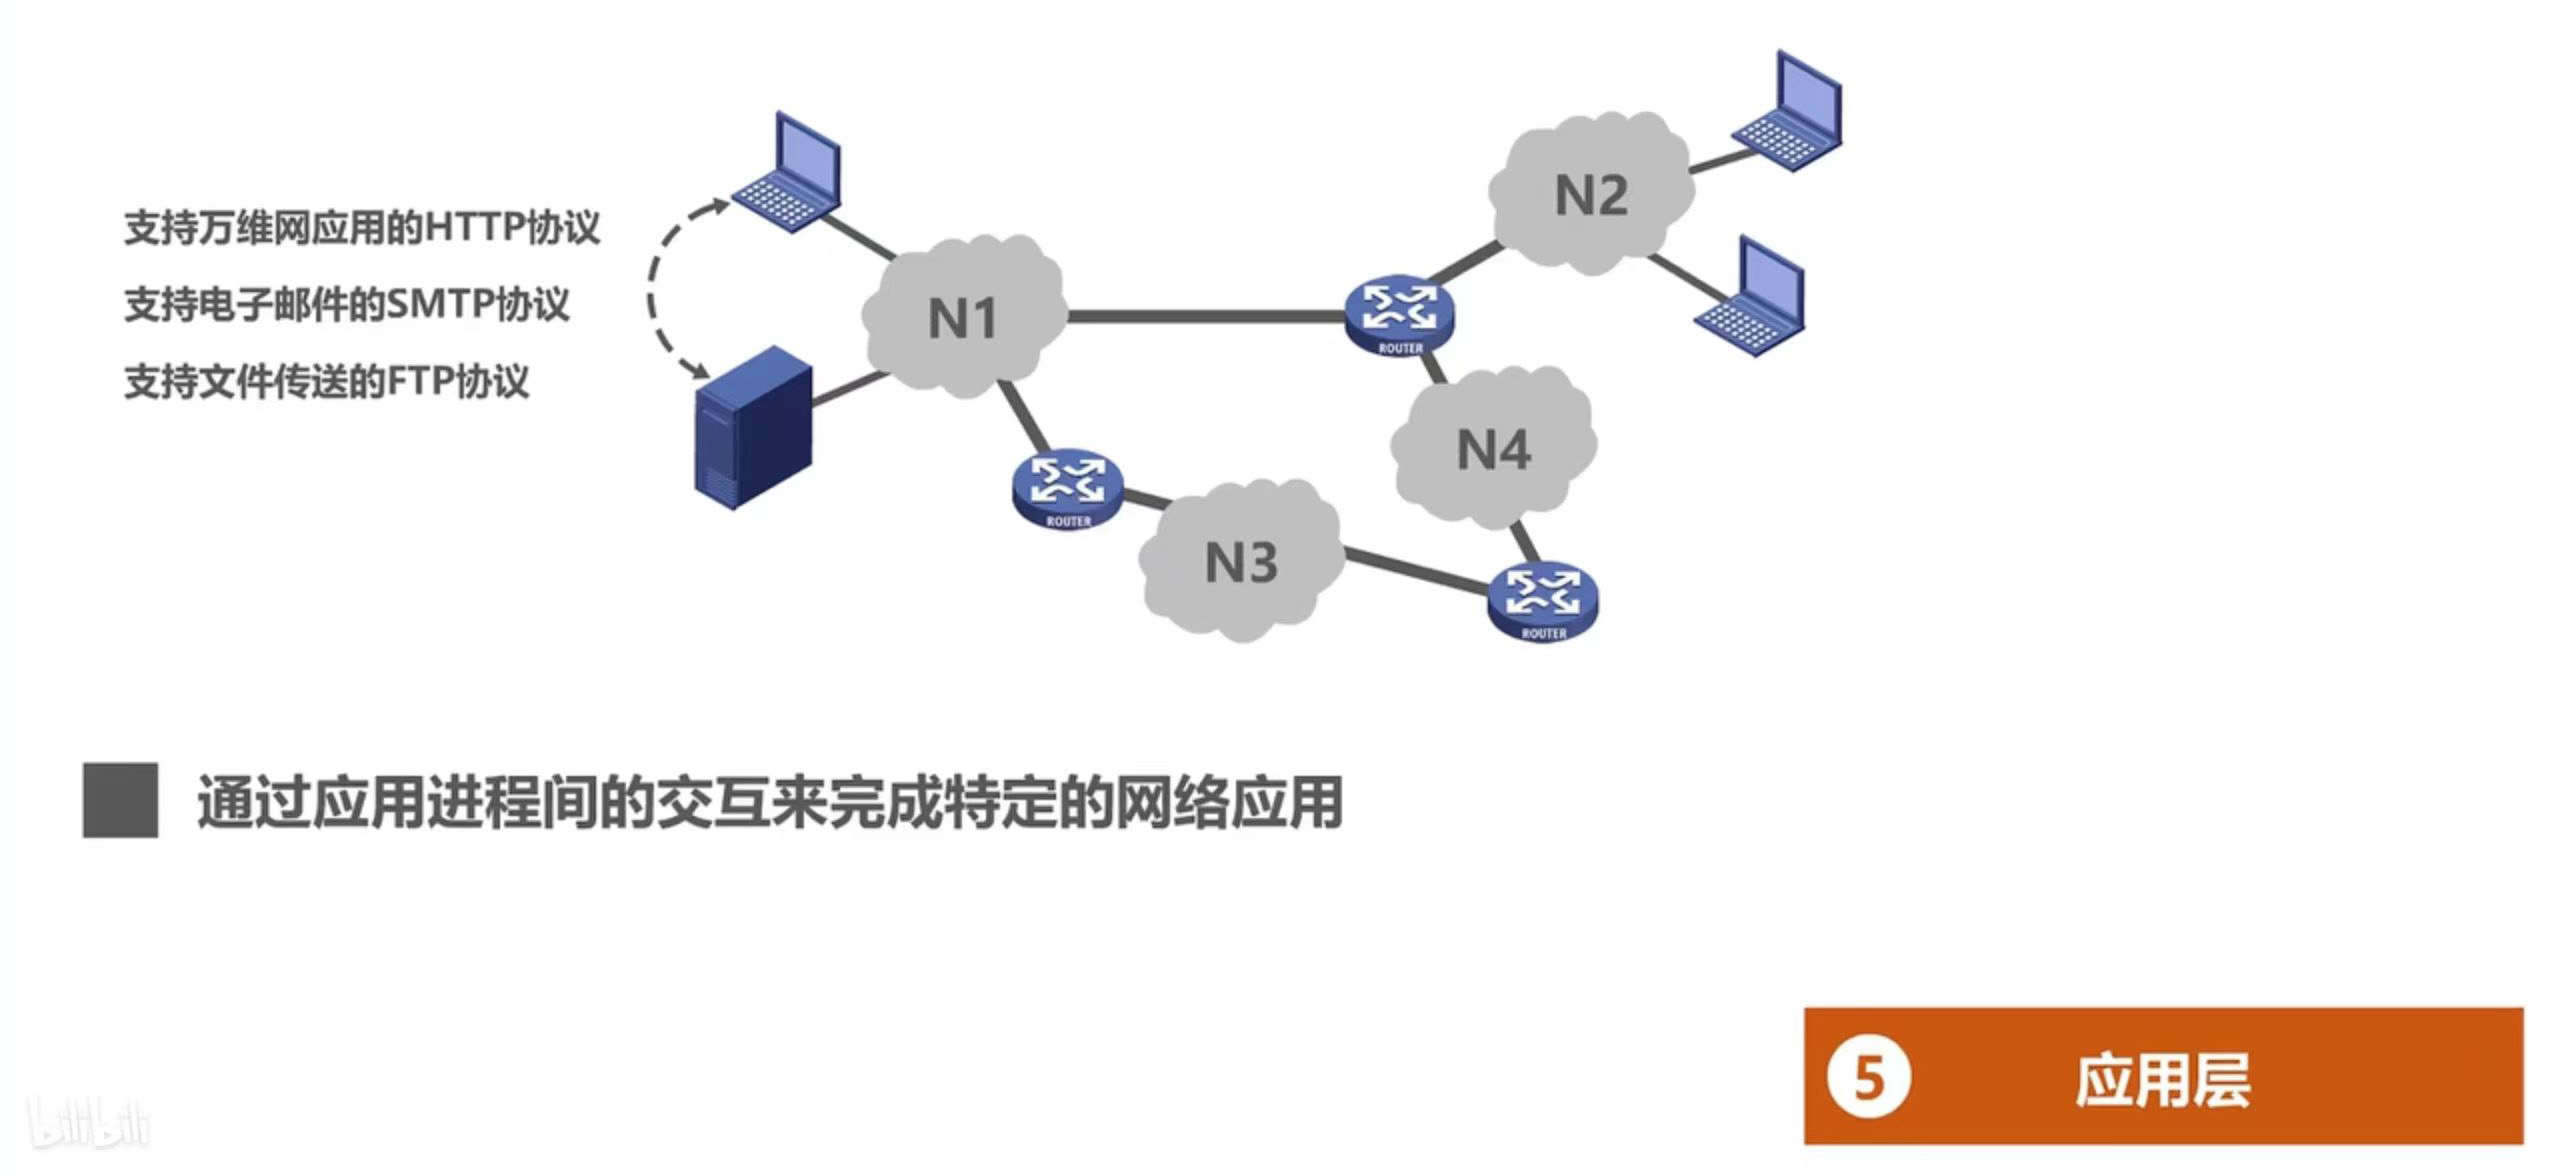 支持万维网应用的HTTP协议
支持电子邮件的SMTP协议
支持文件传送的FTP协议
N1
N2
ROUTER
N4
ROUTER
N3
ROUTER
通过应用进程间的交互来完成特定的网络应用
5 应用层
bilibili